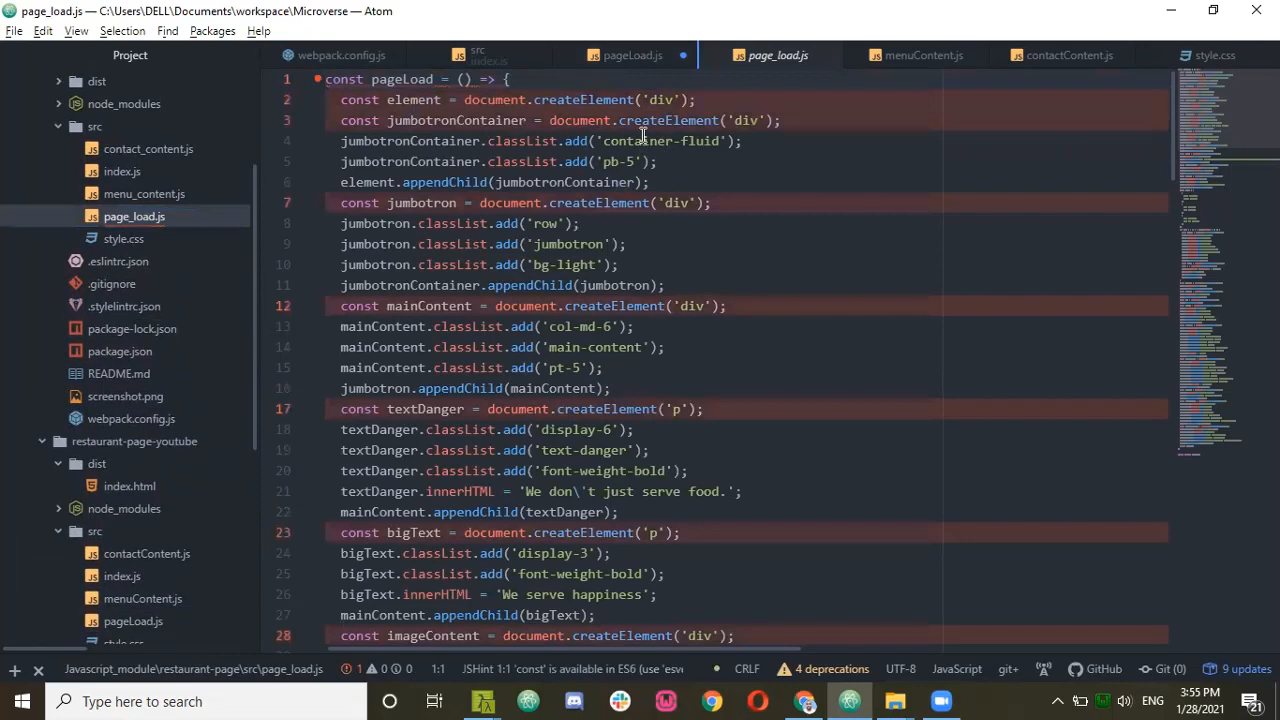 page_load.js — C:\Users\DELL\Documents\workspace\Microverse — Atom
File Edit View Selection Find Packages Help
Project
webpack.config.js
src
index.js
pageLoad.js
page_load.js
menuContent.js
contactContent.js
style.css
dist
node_modules
src
contact_content.js
index.js
menu_content.js
page_load.js
style.css
.eslintrc.json
.gitignore
.stylelintrc.json
package-lock.json
package.json
README.md
screenshot.png
webpack.config.js
restaurant-page-youtube
dist
index.html
node_modules
src
contactContent.js
index.js
menuContent.js
pageLoad.js
style.css
1 const pageLoad = () => {
2 const content = document.createElement('div');
3 const jumbotronContainer = document.createElement('
4 jumbotronContainer.classList.add('container-fluid');
5 jumbotronContainer.classList.add('pb-5
6
7 const jumbotron = document.createElement('div');
8 jumbotron.classList.add('row
9 jumbotron.classList.add('jumbotron');
10 jumbotron.classList.add('bg-
11 jumbotronContainer.appendChild(jumbotron);
12 const mainContent = document.createElement('div');
13 mainContent.classList.add('
14 mainContent.classList.add('
15 mainContent.classList.add('
16 jumbotron.appendChild(mainContent);
17 const textDanger = document.createElement('p');
18 textDanger.classList.add('display-
19 textDanger.classList.add('text-danger');
20 textDanger.classList.add('font-weight-bold');
21 textDanger.innerHTML = 'We don\'t just serve food.';
22 mainContent.appendChild(textDanger);
23 const bigText = document.createElement('p');
24 bigText.classList.add('display-3');
25 bigText.classList.add('font-weight-bold');
26 bigText.innerHTML = 'We serve happiness';
27 mainContent.appendChild(bigText);
28 const imageContent = document.createElement('div');
Javascript_module\restaurant-page\src\page_load.js 1 0 0 1:1 JSHint 1:1 'const' is available in ES6 (use 'esv CRLF 4 deprecations UTF-8 JavaScript git+ GitHub Git (0) 9 updates
Type here to search
ENG
3:55 PM
1/28/2021
21